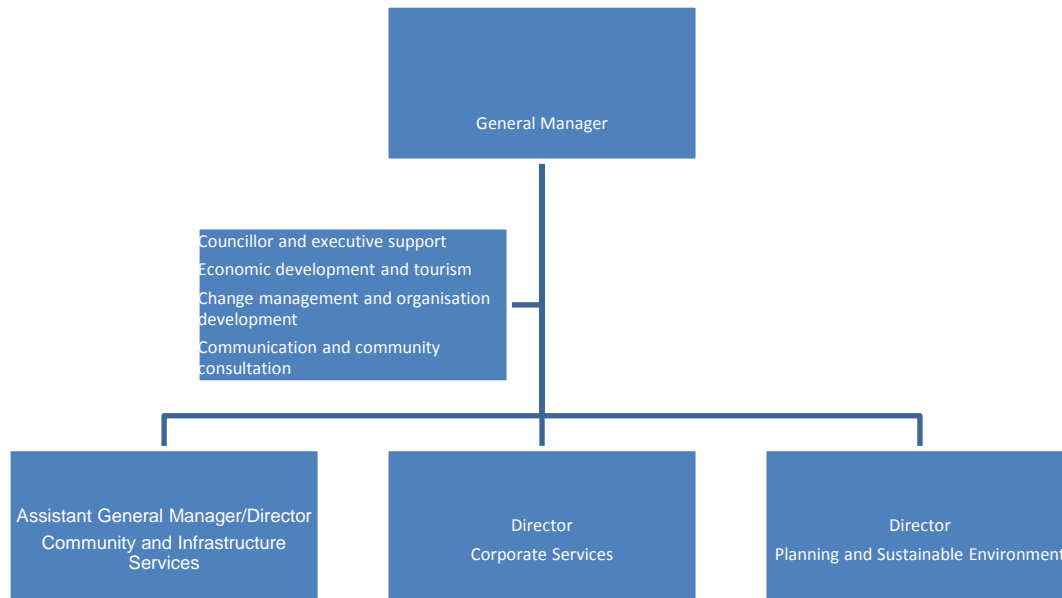 General Manager
Councillor and executive support
Economic development and tourism
Change management and organisation
development
Communication and community
consultation
Assistant General Manager/Director
Community and Infrastructure
Services
Director
Corporate Services
Director
Planning and Sustainable Environment